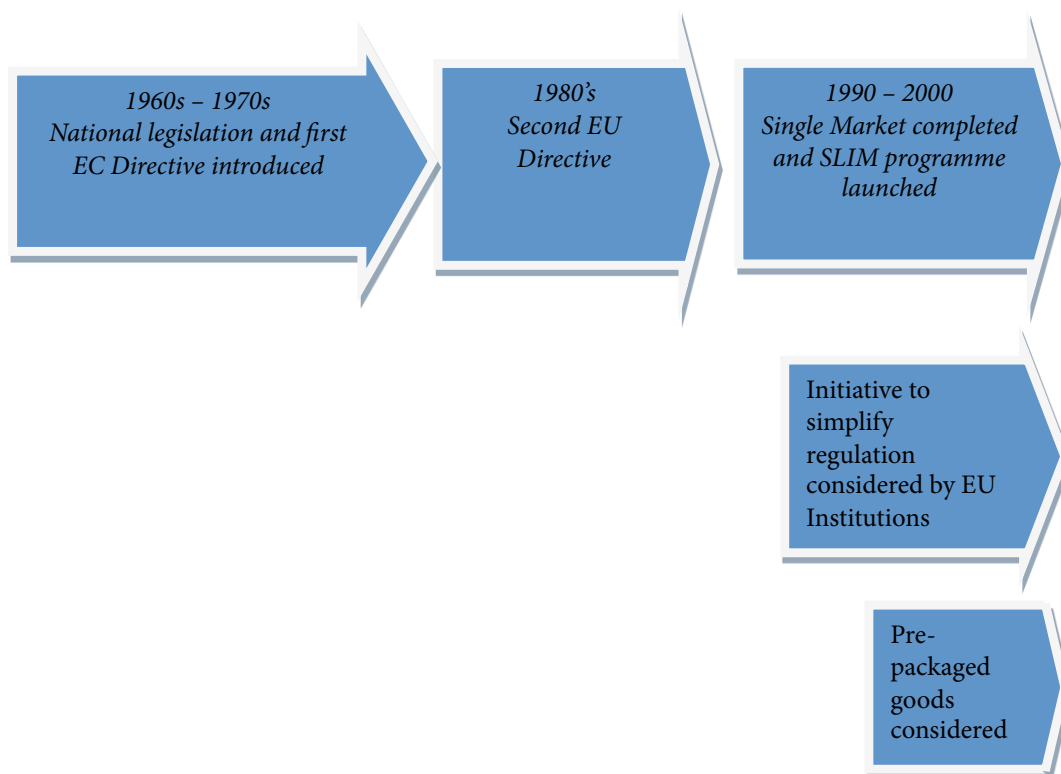 1960s – 1970s
National legislation and first
EC Directive introduced
1980’s
Second EU
Directive
1990 – 2000
Single Market completed
and SLIM programme
launched
Initiative to
simplify
regulation
considered by EU
Institutions
Pre-
packaged
goods
considered